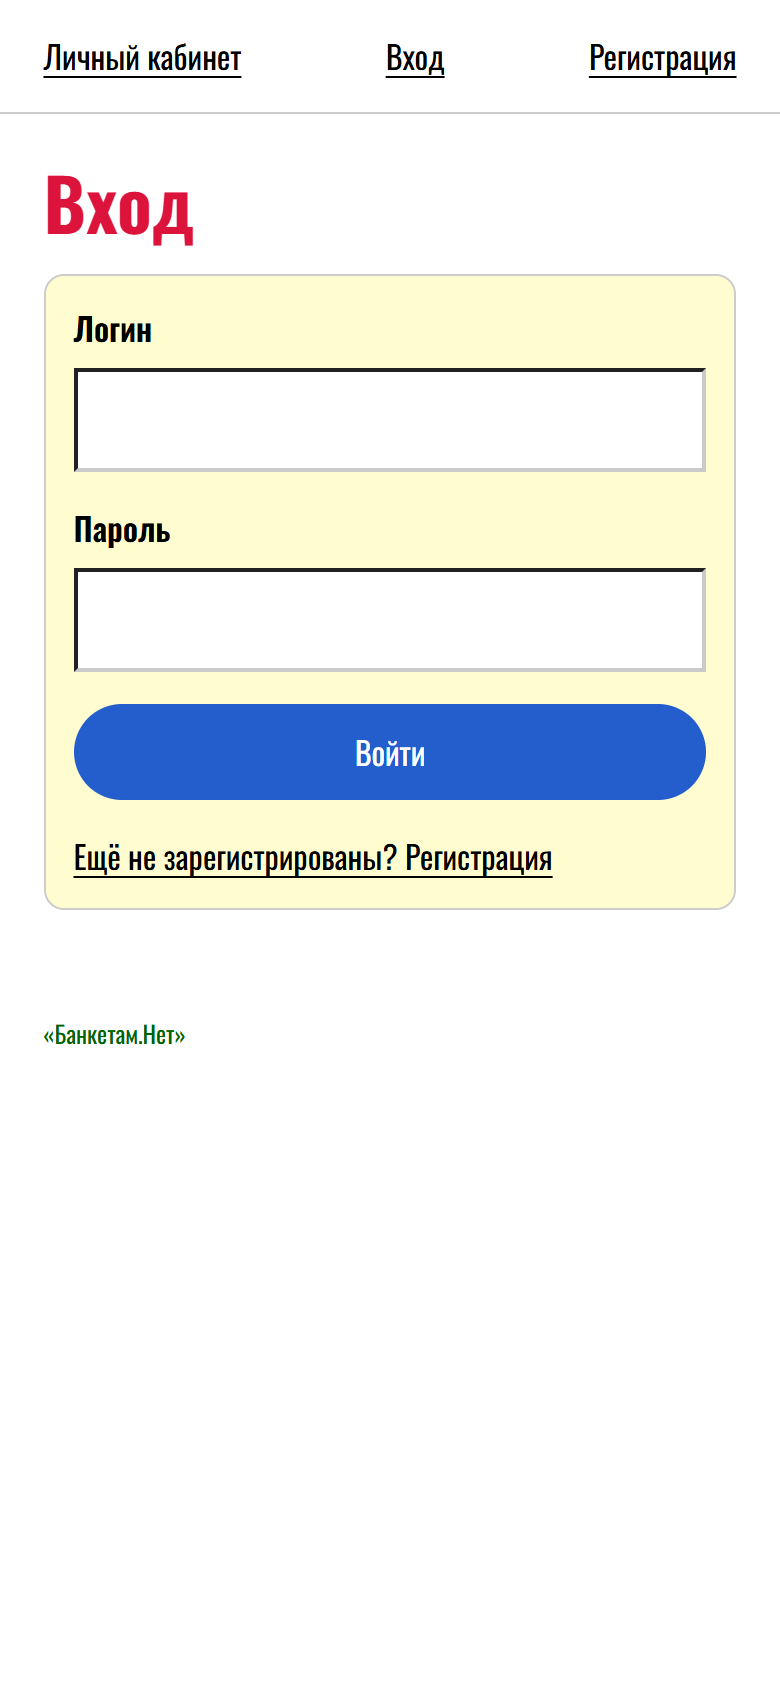 Личный кабинет Вход Регистрация
Вход
Логин
Пароль
Войти
Ещё не зарегистрированы? Регистрация
«Банкетам.Нет»